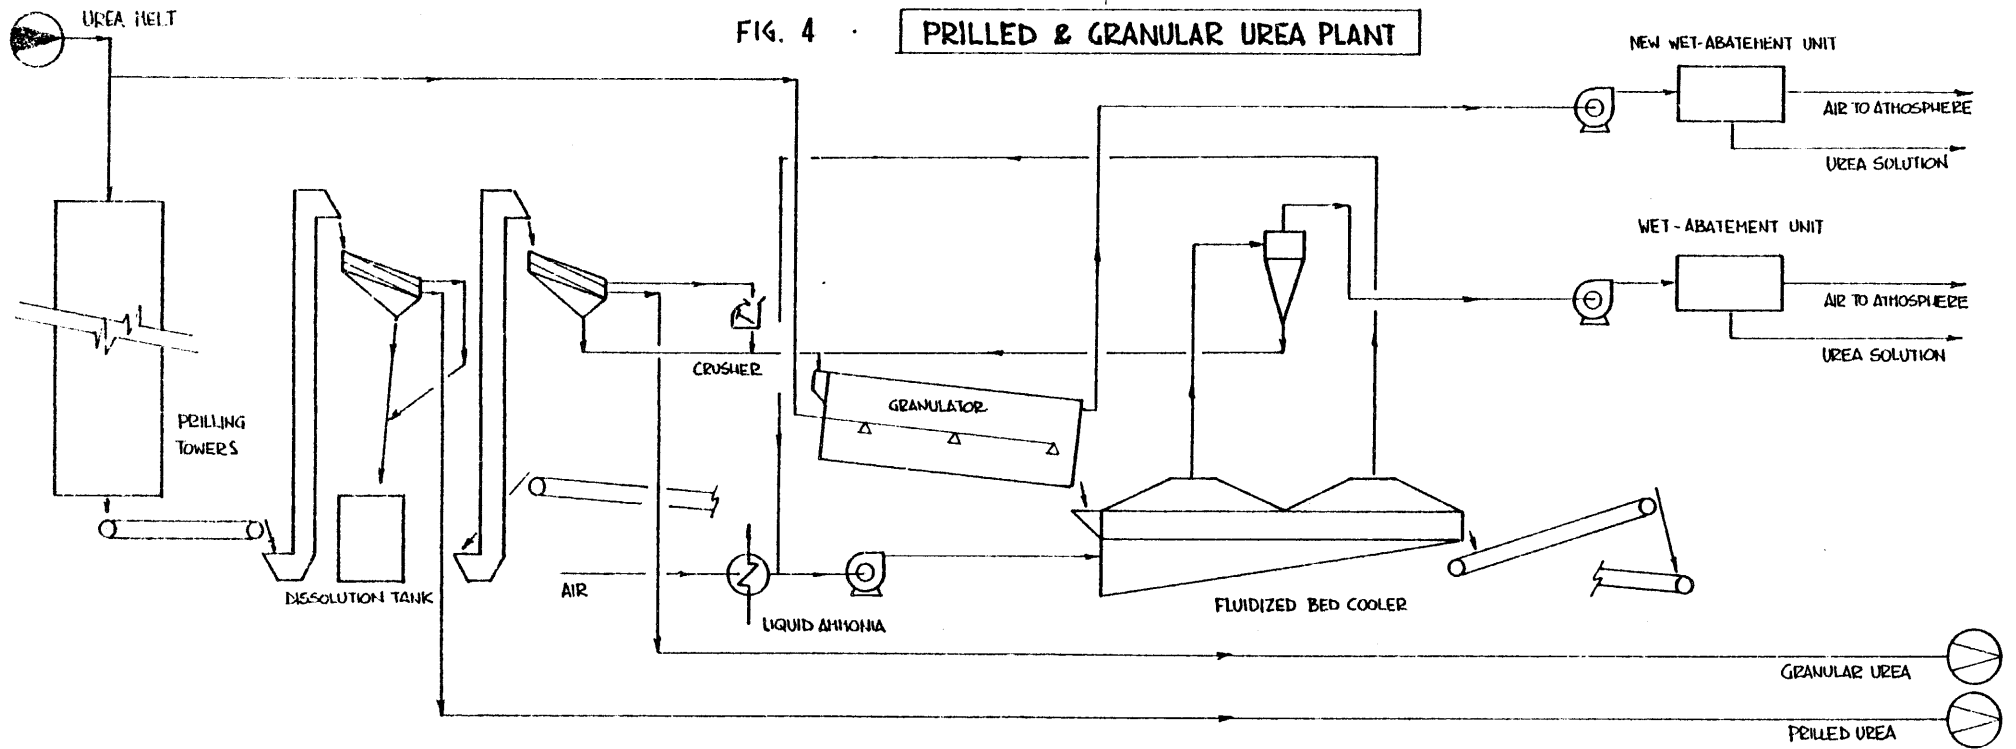 UREA MELT
FIG. 4
PRILLED & GRANULAR UREA PLANT
NEW WET-ABATEMENT UNIT
AIR TO ATMOSPHERE
UREA SOLUTION
WET-ABATEMENT UNIT
AIR TO ATMOSPHERE
UREA SOLUTION
CRUSHER
GRANULATOR
PRILLING
TOWERS
DISSOLUTION TANK
AIR
LIQUID AMMONIA
FLUIDIZED BED COOLER
GRANULAR UREA
PRILLED UREA